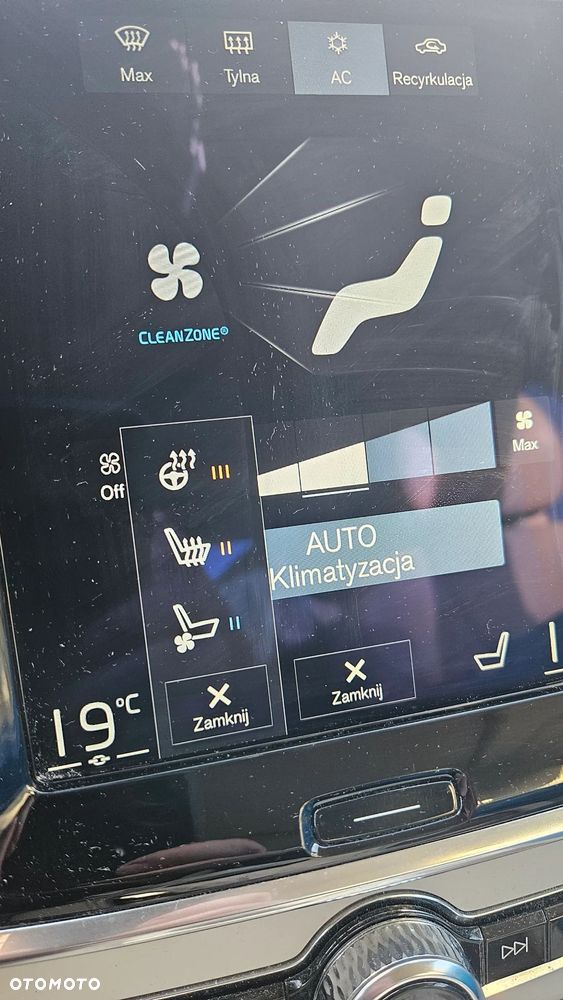 Max
Tylna
AC
Recyrkulacja
CLEANZONE®
Off
Max
III
II
II
AUTO
Klimatyzacja
Zamknij
Zamknij
19°C
OTOMOTO